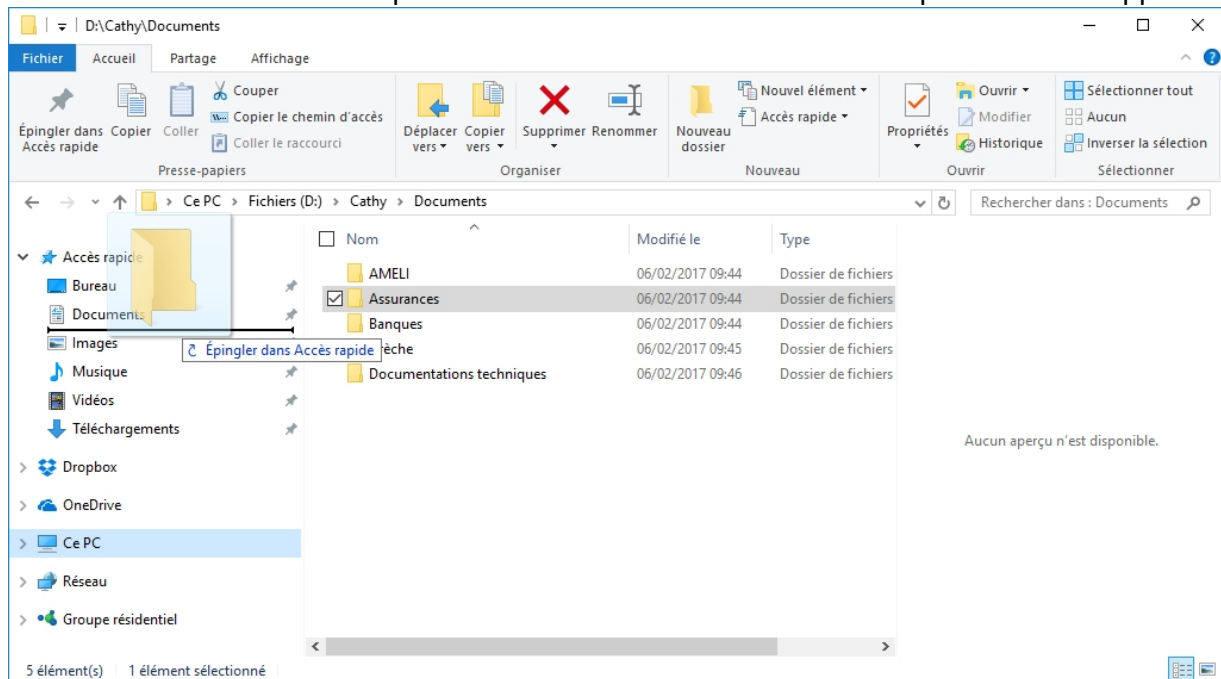 D:\Cathy\Documents
Fichier Accueil Partage Affichage
Épingler dans Accès rapide
Copier
Coller
Couper
Copier le chemin d'accès
Coller le raccourci
Presse-papiers
Déplacer vers
Copier vers
Supprimer
Renommer
Organiser
Nouveau dossier
Nouvel élément
Accès rapide
Nouveau
Propriétés
Ouvrir
Modifier
Historique
Ouvrir
Sélectionner tout
Aucun
Inverser la sélection
Sélectionner
Ce PC > Fichiers (D:) > Cathy > Documents
Rechercher dans : Documents
Accès rapide
Bureau
Documents
Images
Épingler dans Accès rapide
Musique
Vidéos
Téléchargements
Dropbox
OneDrive
Ce PC
Réseau
Groupe résidentiel
Nom Modifié le Type
AMELI 06/02/2017 09:44 Dossier de fichiers
Assurances 06/02/2017 09:44 Dossier de fichiers
Banques 06/02/2017 09:44 Dossier de fichiers
rèche 06/02/2017 09:45 Dossier de fichiers
Documentations techniques 06/02/2017 09:46 Dossier de fichiers
Aucun aperçu n'est disponible.
5 élément(s) 1 élément sélectionné